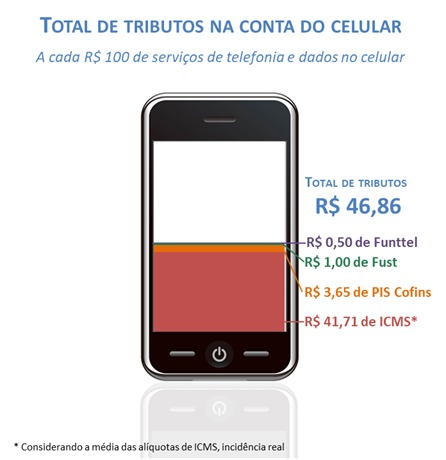 TOTAL DE TRIBUTOS NA CONTA DO CELULAR
A cada R$ 100 de serviços de telefonia e dados no celular
TOTAL DE TRIBUTOS
R$ 46,86
R$ 0,50 de Funttel
R$ 1,00 de Fust
R$ 3,65 de PIS Cofins
R$ 41,71 de ICMS*
* Considerando a média das alíquotas de ICMS, incidência real